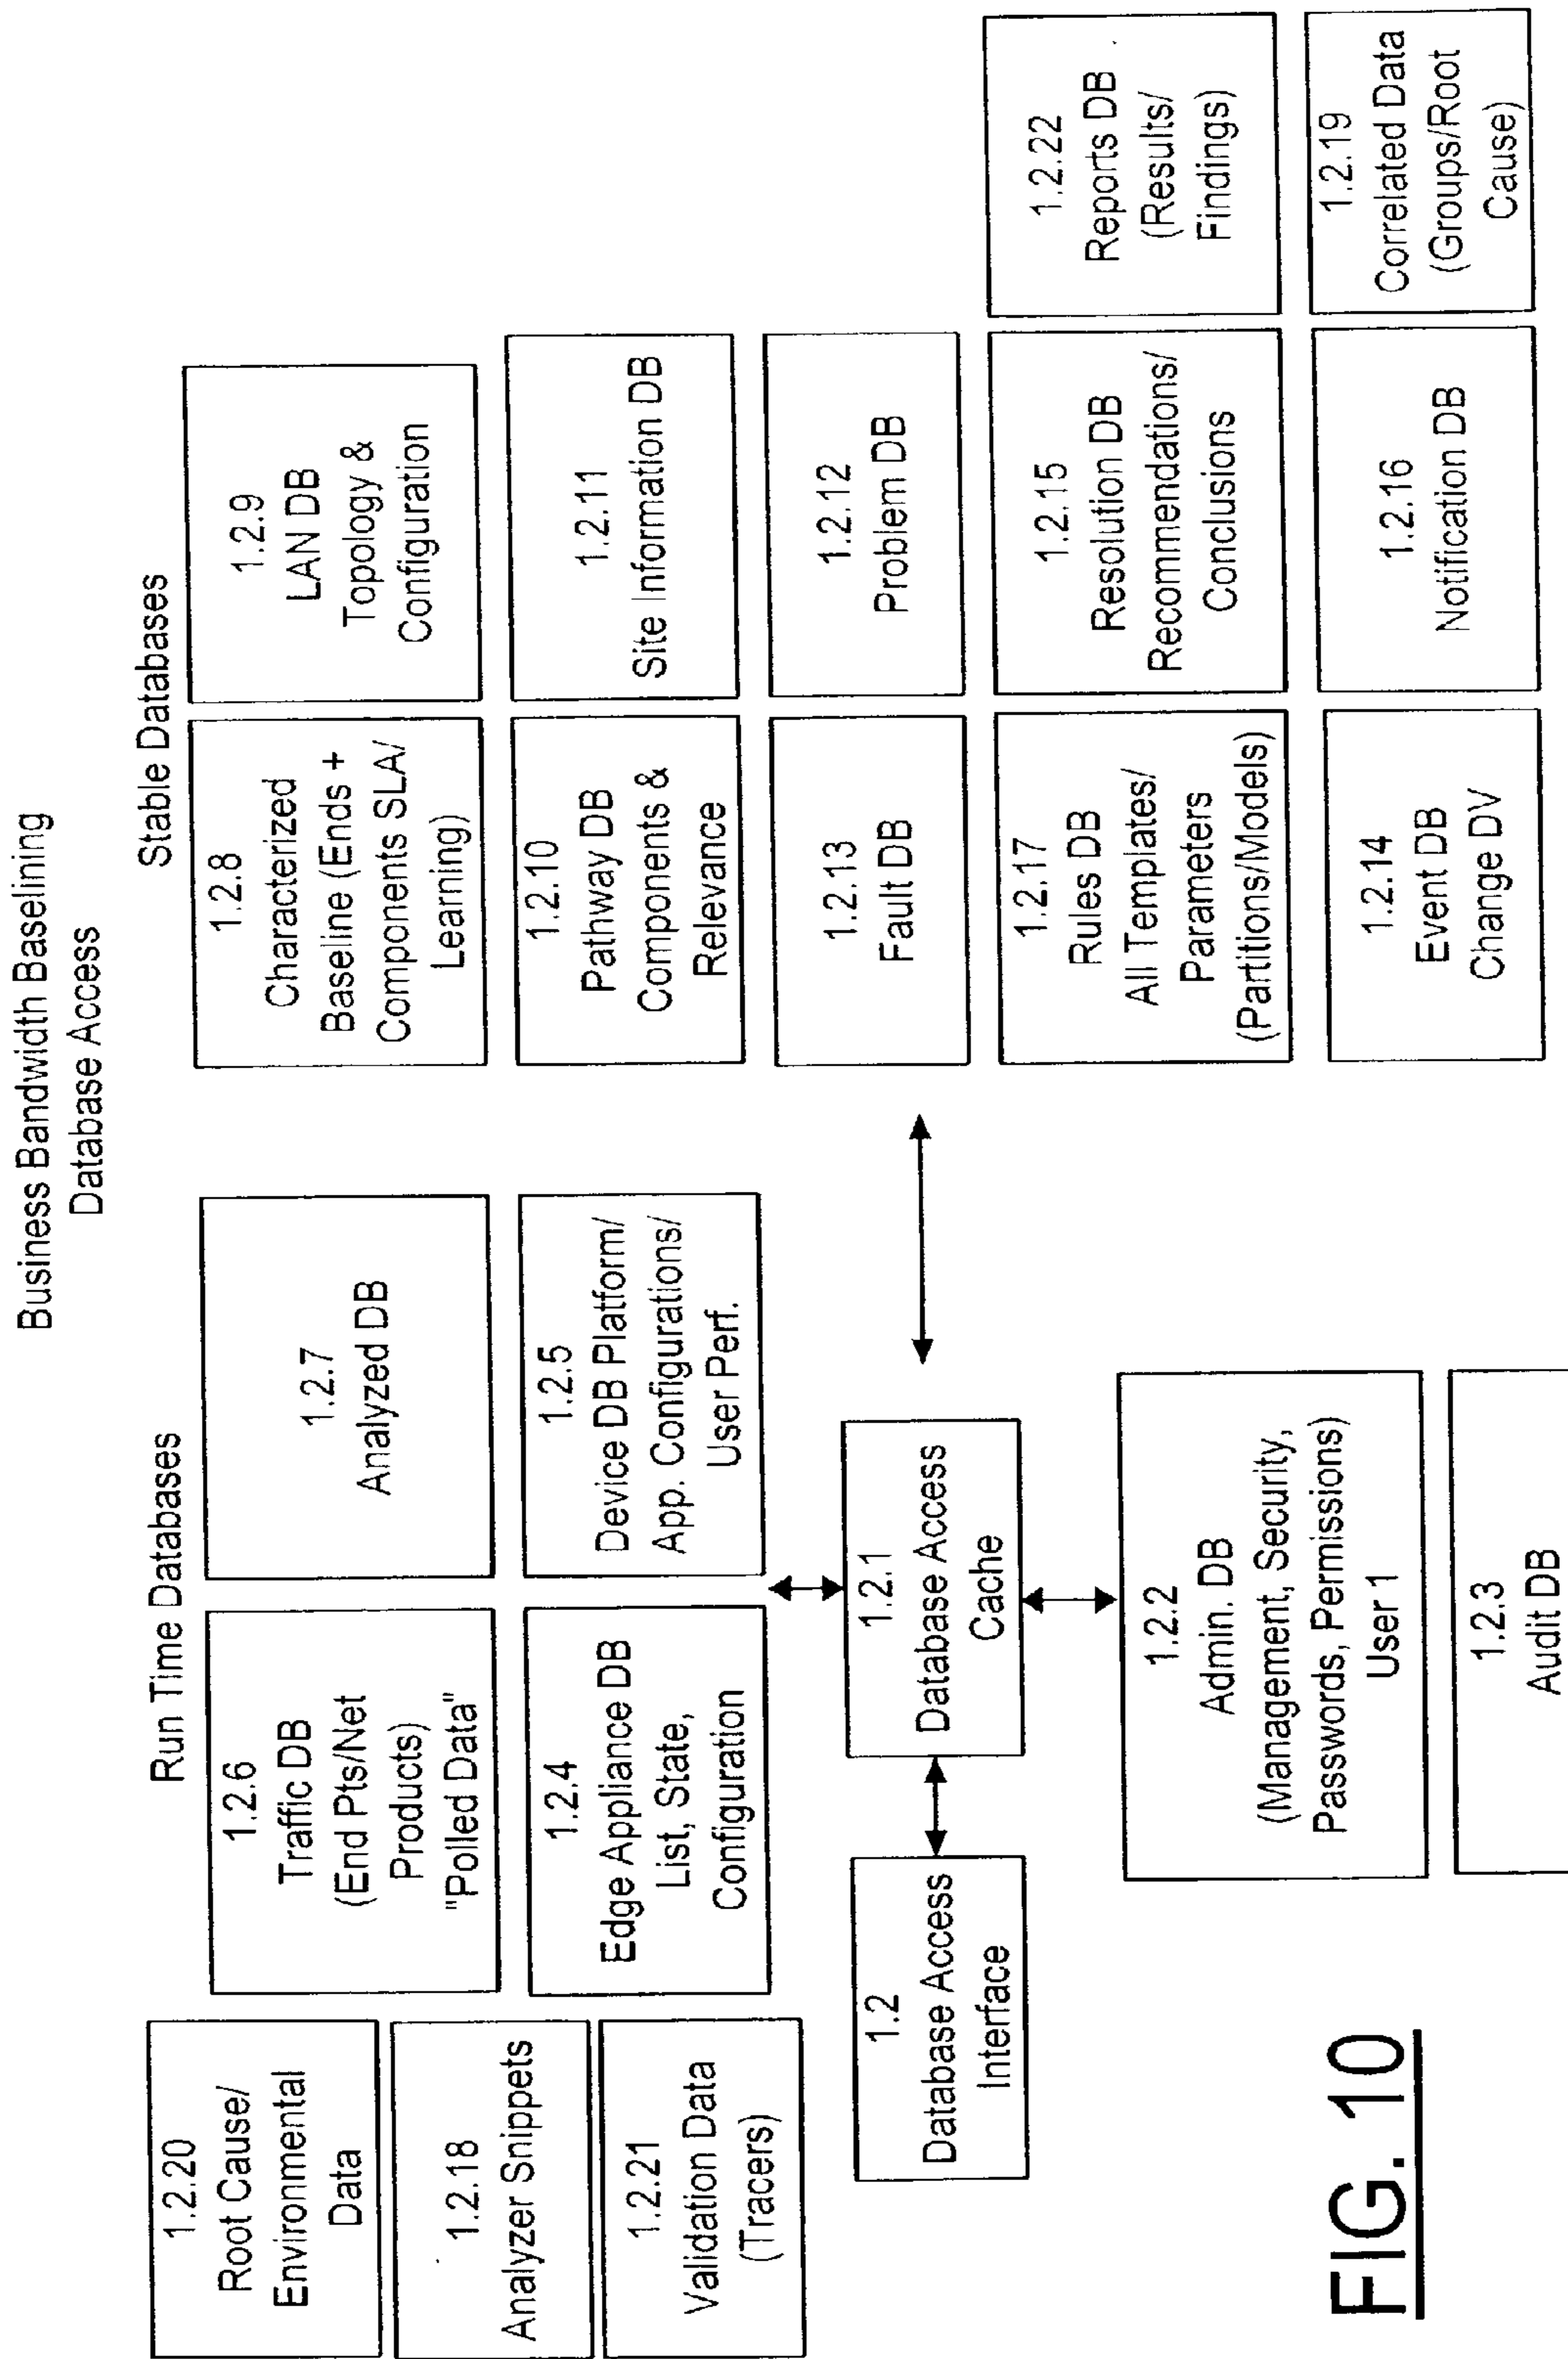 Business Bandwidth Baselining
Database Access
Run Time Databases
1.2.20
Root Cause/
Environmental
Data
1.2.18
Analyzer Snippets
1.2.21
Validation Data
(Tracers)
1.2.6
Traffic DB
(End Pts/Net
Products)
"Polled Data"
1.2.7
Analyzed DB
1.2.4
Edge Appliance DB
List, State,
Configuration
1.2.5
Device DB Platform/
App. Configurations/
User Perf.
1.2
Database Access
Interface
1.2.1
Database Access
Cache
1.2.2
Admin. DB
(Management, Security,
Passwords, Permissions)
User 1
1.2.3
Audit DB
Stable Databases
1.2.8
Characterized
Baseline (Ends +
Components SLA/
Learning)
1.2.9
LAN DB
Topology &
Configuration
1.2.10
Pathway DB
Components &
Relevance
1.2.11
Site Information DB
1.2.13
Fault DB
1.2.12
Problem DB
1.2.17
Rules DB
All Templates/
Parameters
(Partitions/Models)
1.2.15
Resolution DB
Recommendations/
Conclusions
1.2.22
Reports DB
(Results/
Findings)
1.2.14
Event DB
Change DV
1.2.16
Notification DB
1.2.19
Correlated Data
(Groups/Root
Cause)
FIG. 10